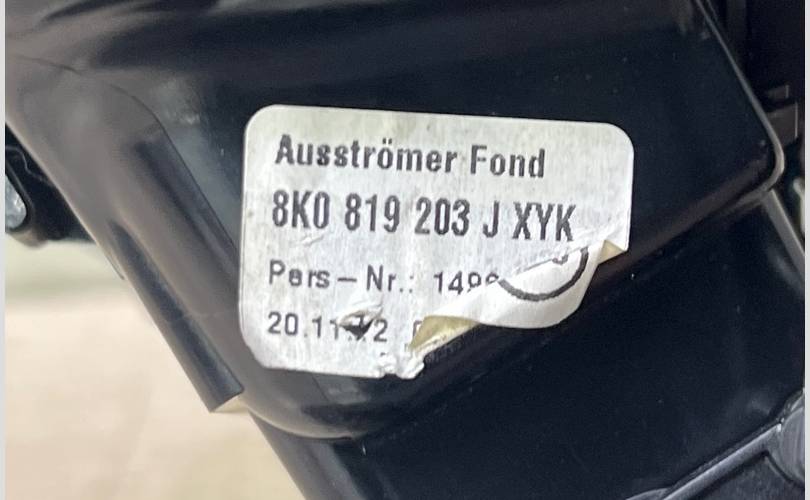 Ausströmer Fond
8K0 819 203 J XYK
Pers-Nr.: